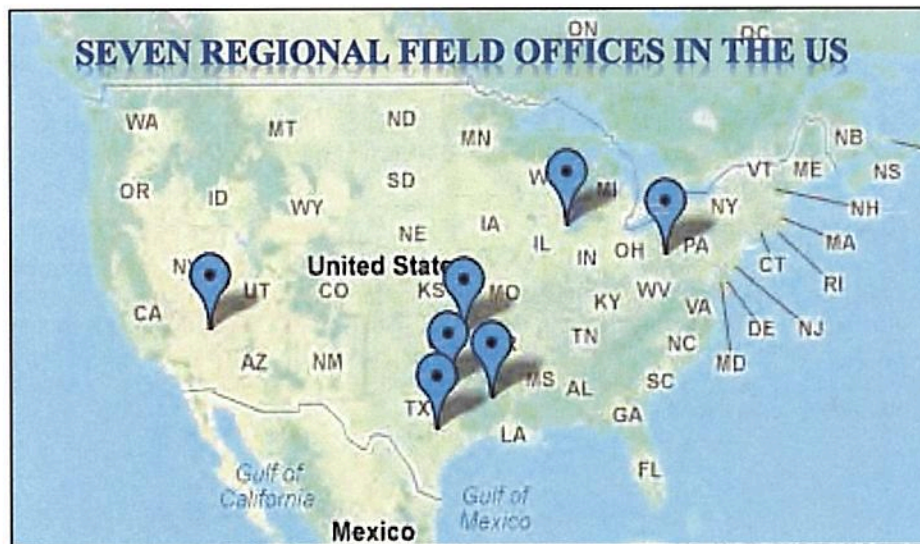 SEVEN REGIONAL FIELD OFFICES IN THE US
ON
QC
WA
MT
ND
MN
NB
OR
ID
SD
MI
VT
ME
NS
WY
NY
NH
NE
IA
IL
IN
OH
PA
MA
United State
CT
RI
UT
CO
KS
MO
WV
CA
KY
VA
DE
NJ
TN
NC
MD
AZ
NM
MS
AL
SC
TX
GA
LA
FL
Gulf of
California
Gulf of
Mexico
Mexico